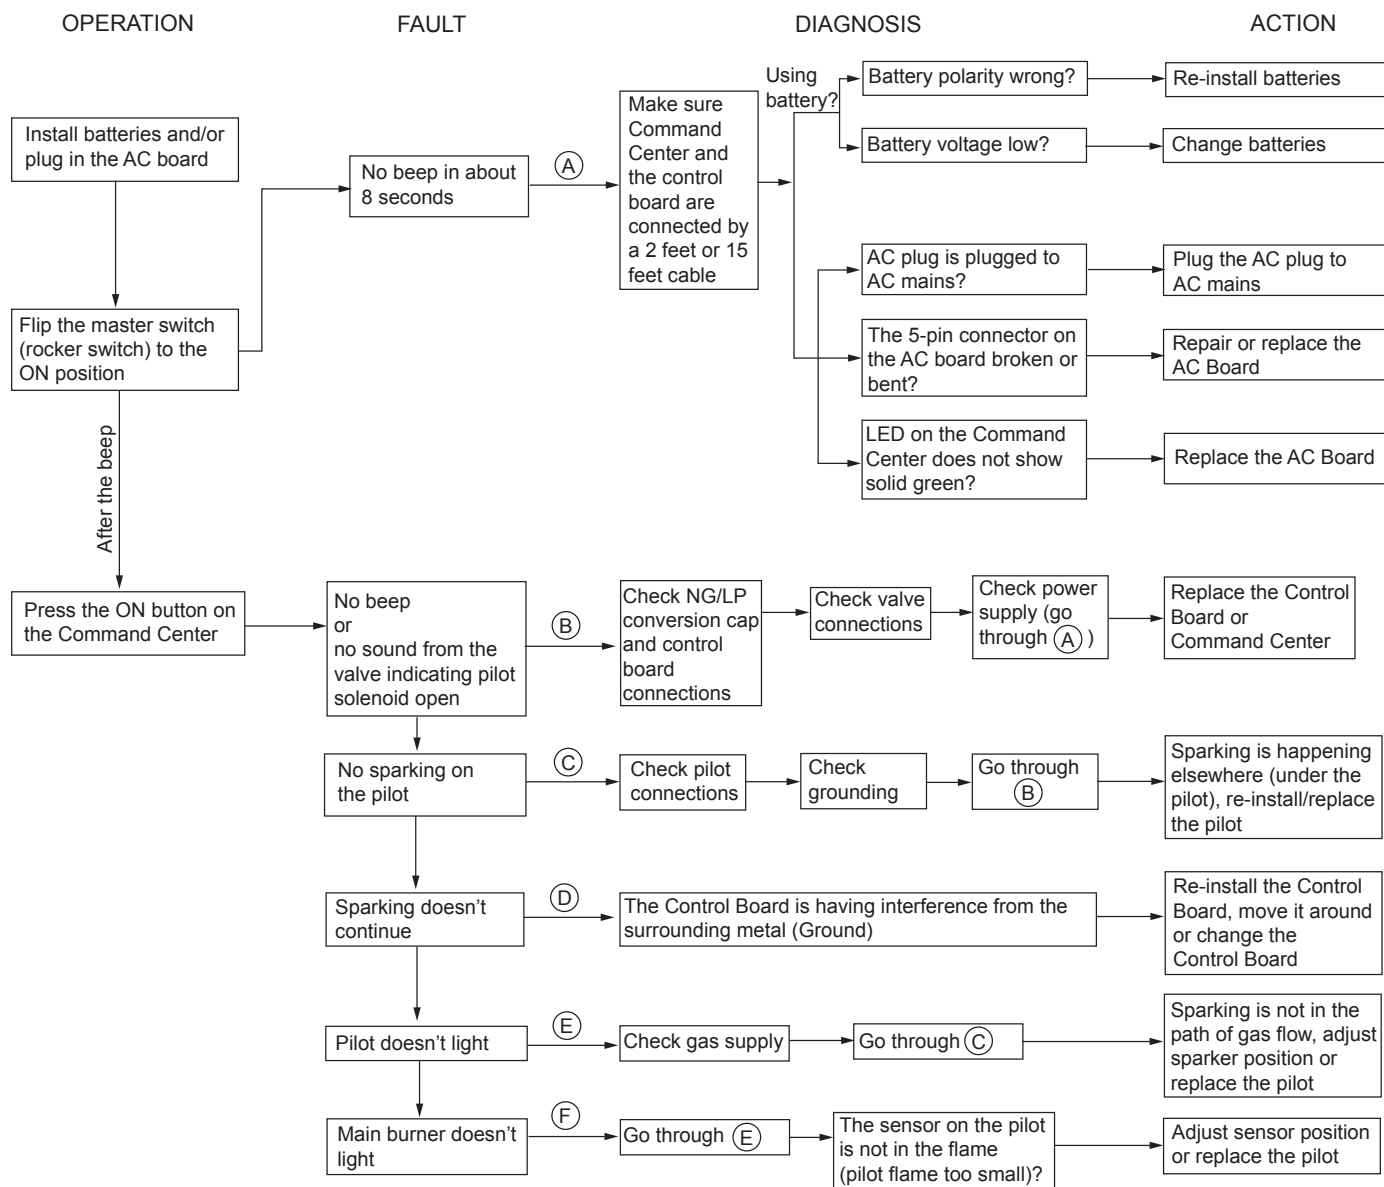 OPERATION
FAULT
DIAGNOSIS
ACTION
Install batteries and/or
plug in the AC board
Flip the master switch
(rocker switch) to the
ON position
After the beep
Press the ON button on
the Command Center
No beep in about
8 seconds
A
Make sure
Command
Center and
the control
board are
connected by
a 2 feet or 15
feet cable
Using
battery?
Battery polarity wrong?
Re-install batteries
Battery voltage low?
Change batteries
AC plug is plugged to
AC mains?
Plug the AC plug to
AC mains
The 5-pin connector on
the AC board broken or
bent?
Repair or replace the
AC Board
LED on the Command
Center does not show
solid green?
Replace the AC Board
No beep
or
no sound from the
valve indicating pilot
solenoid open
B
Check NG/LP
conversion cap
and control
board
connections
Check valve
connections
Check power
supply (go
through A )
Replace the Control
Board or
Command Center
No sparking on
the pilot
C
Check pilot
connections
Check
grounding
Go through
B
Sparking is happening
elsewhere (under the
pilot), re-install/replace
the pilot
Sparking doesn't
continue
D
The Control Board is having interference from the
surrounding metal (Ground)
Re-install the Control
Board, move it around
or change the
Control Board
Pilot doesn't light
E
Check gas supply
Go through C
Sparking is not in the
path of gas flow, adjust
sparker position or
replace the pilot
Main burner doesn't
light
F
Go through E
The sensor on the pilot
is not in the flame
(pilot flame too small)?
Adjust sensor position
or replace the pilot